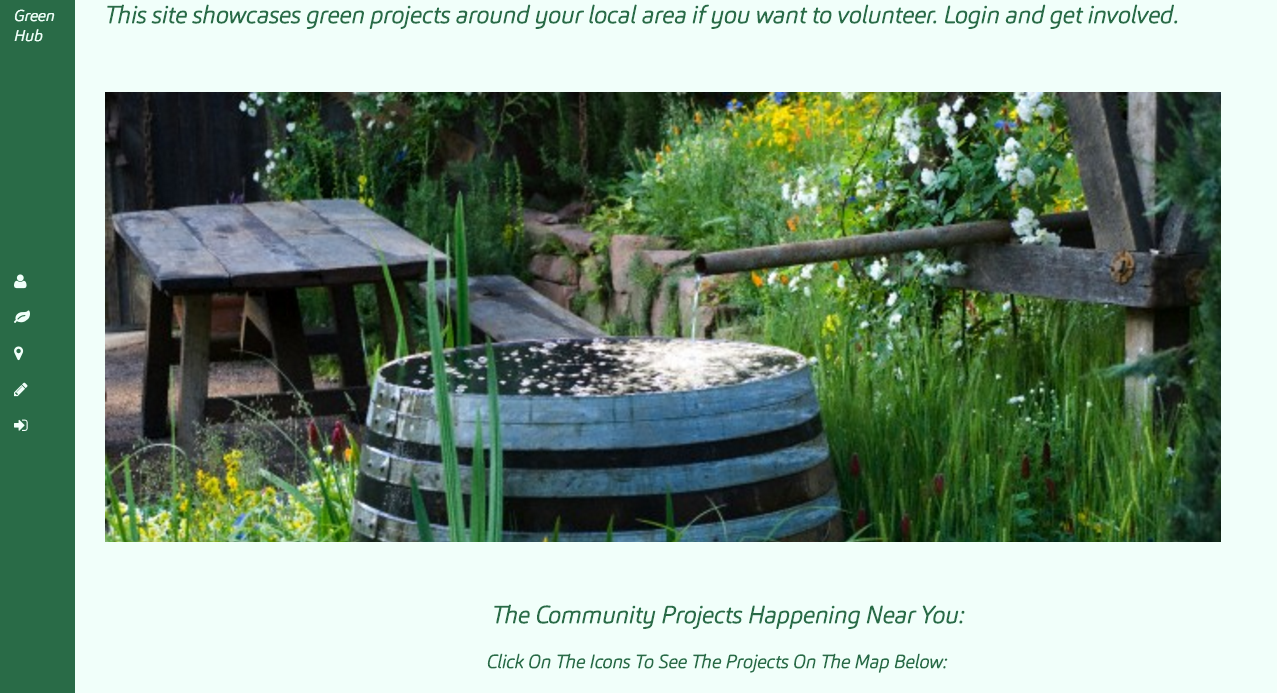 Green
Hub
This site showcases green projects around your local area if you want to volunteer. Login and get involved.
The Community Projects Happening Near You:
Click On The Icons To See The Projects On The Map Below: